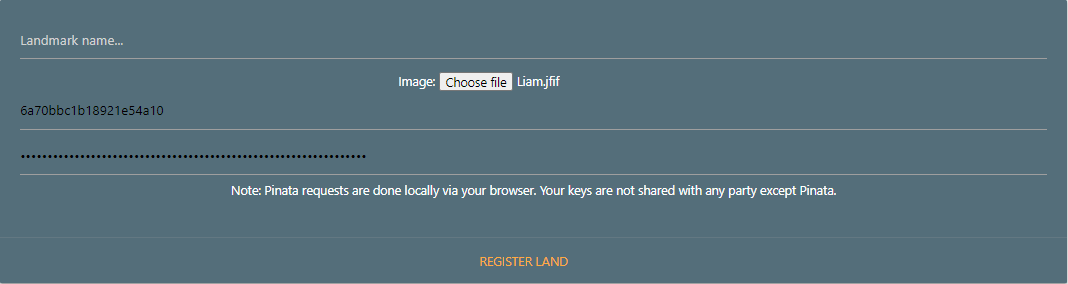 Landmark name...
Image: Choose file Liam.jfif
6a70bbc1b18921e54a10
Note: Pinata requests are done locally via your browser. Your keys are not shared with any party except Pinata.
REGISTER LAND